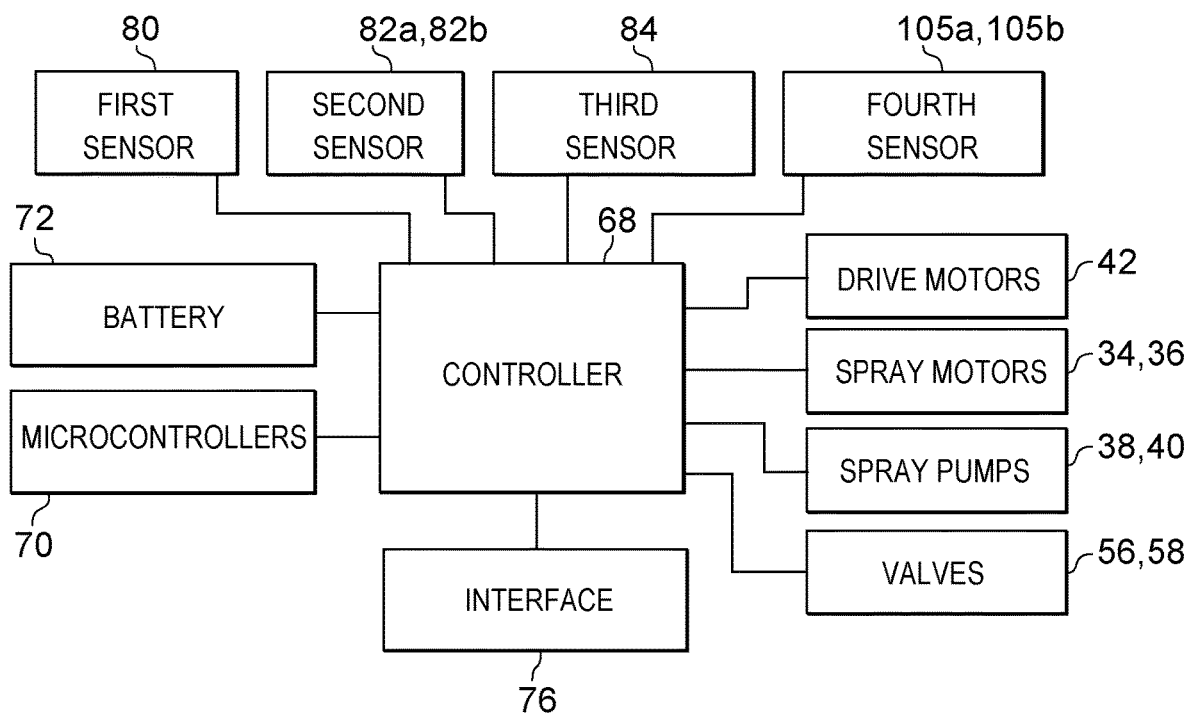 80
82a,82b
84
105a,105b
FIRST
SENSOR
SECOND
SENSOR
THIRD
SENSOR
FOURTH
SENSOR
72
68
BATTERY
DRIVE MOTORS
42
CONTROLLER
SPRAY MOTORS
34,36
MICROCONTROLLERS
70
SPRAY PUMPS
38,40
INTERFACE
76
VALVES
56,58